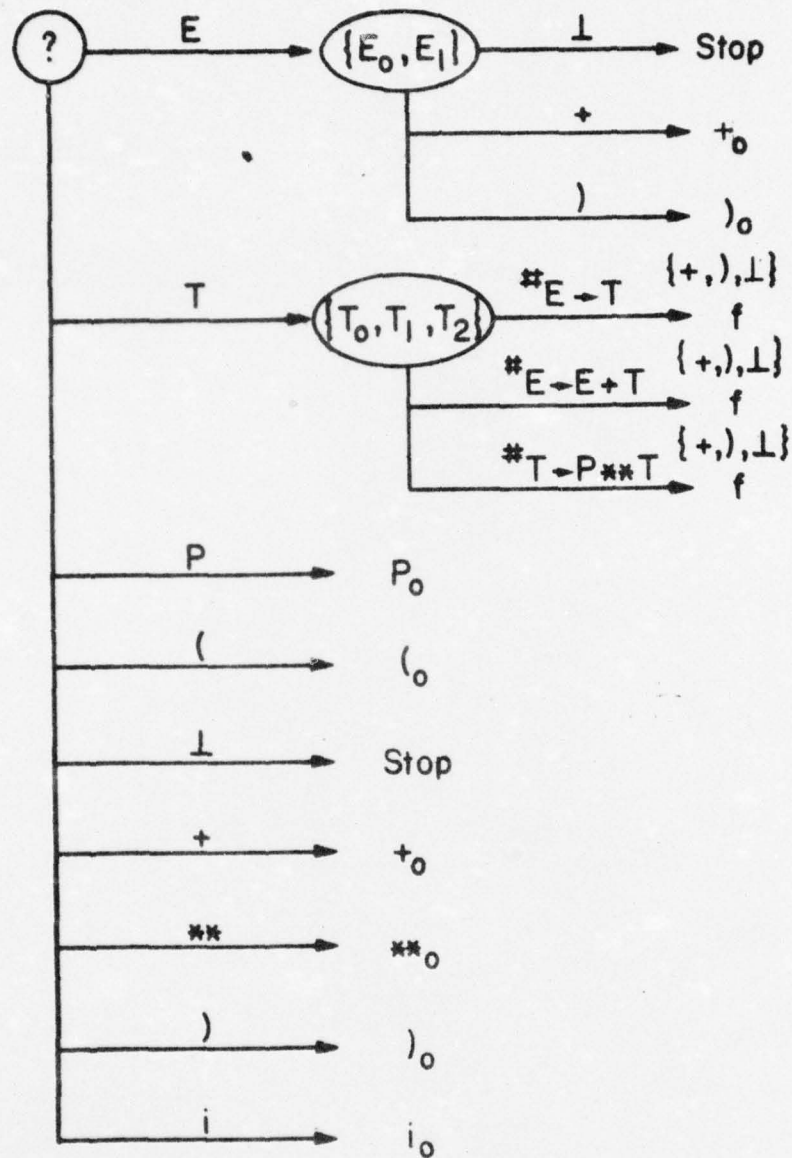 ? E {E₀, E₁} ⊥ Stop
+ +₀
) )₀
T {T₀, T₁, T₂} #E→T {+, ), ⊥} f
#E→E+T {+, ), ⊥} f
#T→P**T {+, ), ⊥} f
P P₀
( (₀
⊥ Stop
+ +₀
** **₀
) )₀
i i₀